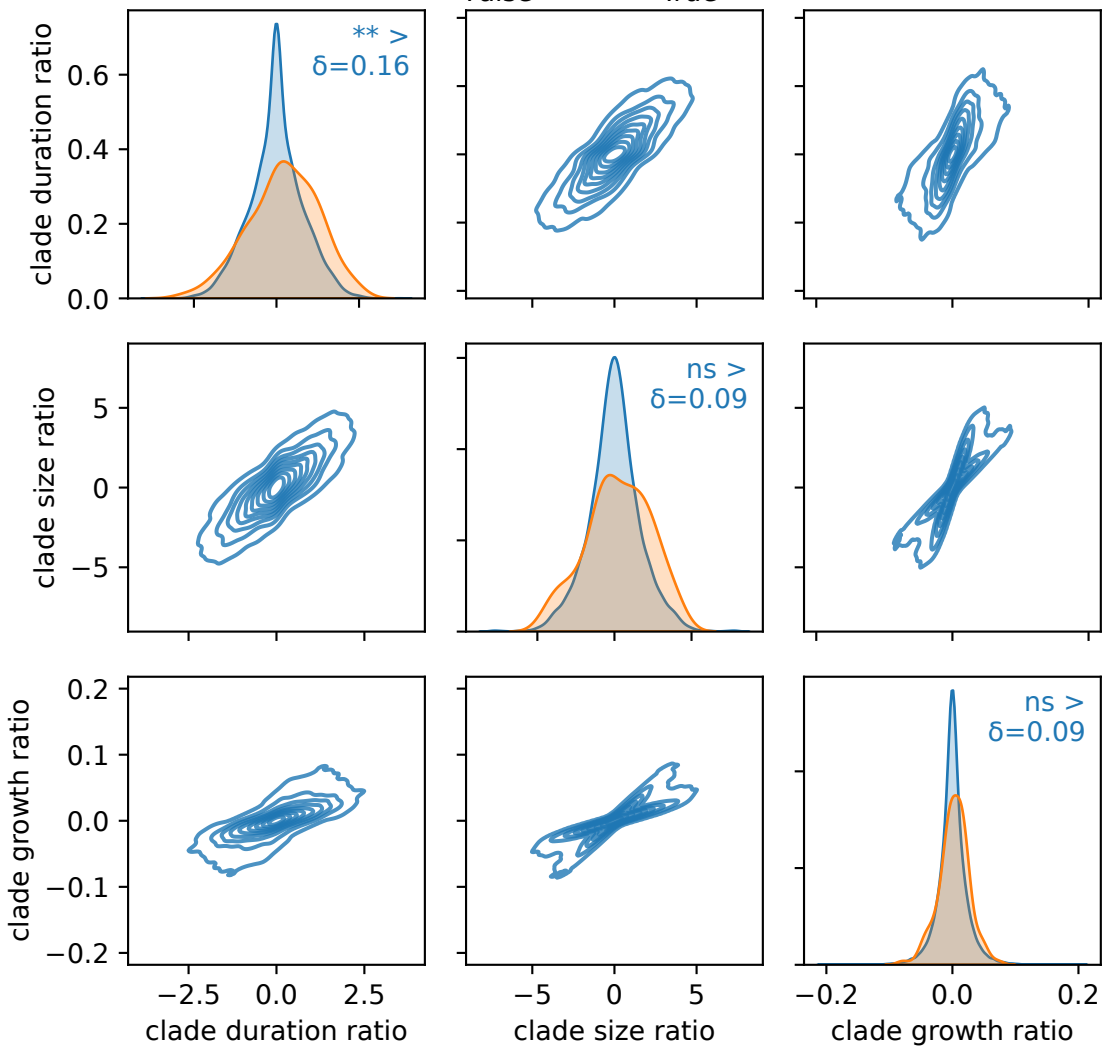 ** >
δ=0.16
clade duration ratio
0.6
0.4
0.2
0.0
ns >
δ=0.09
clade size ratio
5
0
−5
ns >
δ=0.09
clade growth ratio
0.2
0.1
0.0
−0.1
−0.2
−2.5 0.0 2.5
−5 0 5
−0.2 0.0 0.2
clade duration ratio
clade size ratio
clade growth ratio